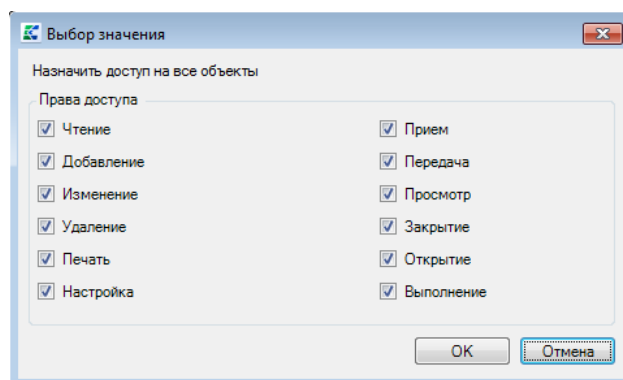 Выбор значения
Назначить доступ на все объекты
Права доступа
Чтение
Добавление
Изменение
Удаление
Печать
Настройка
Прием
Передача
Просмотр
Закрытие
Открытие
Выполнение
OK
Отмена